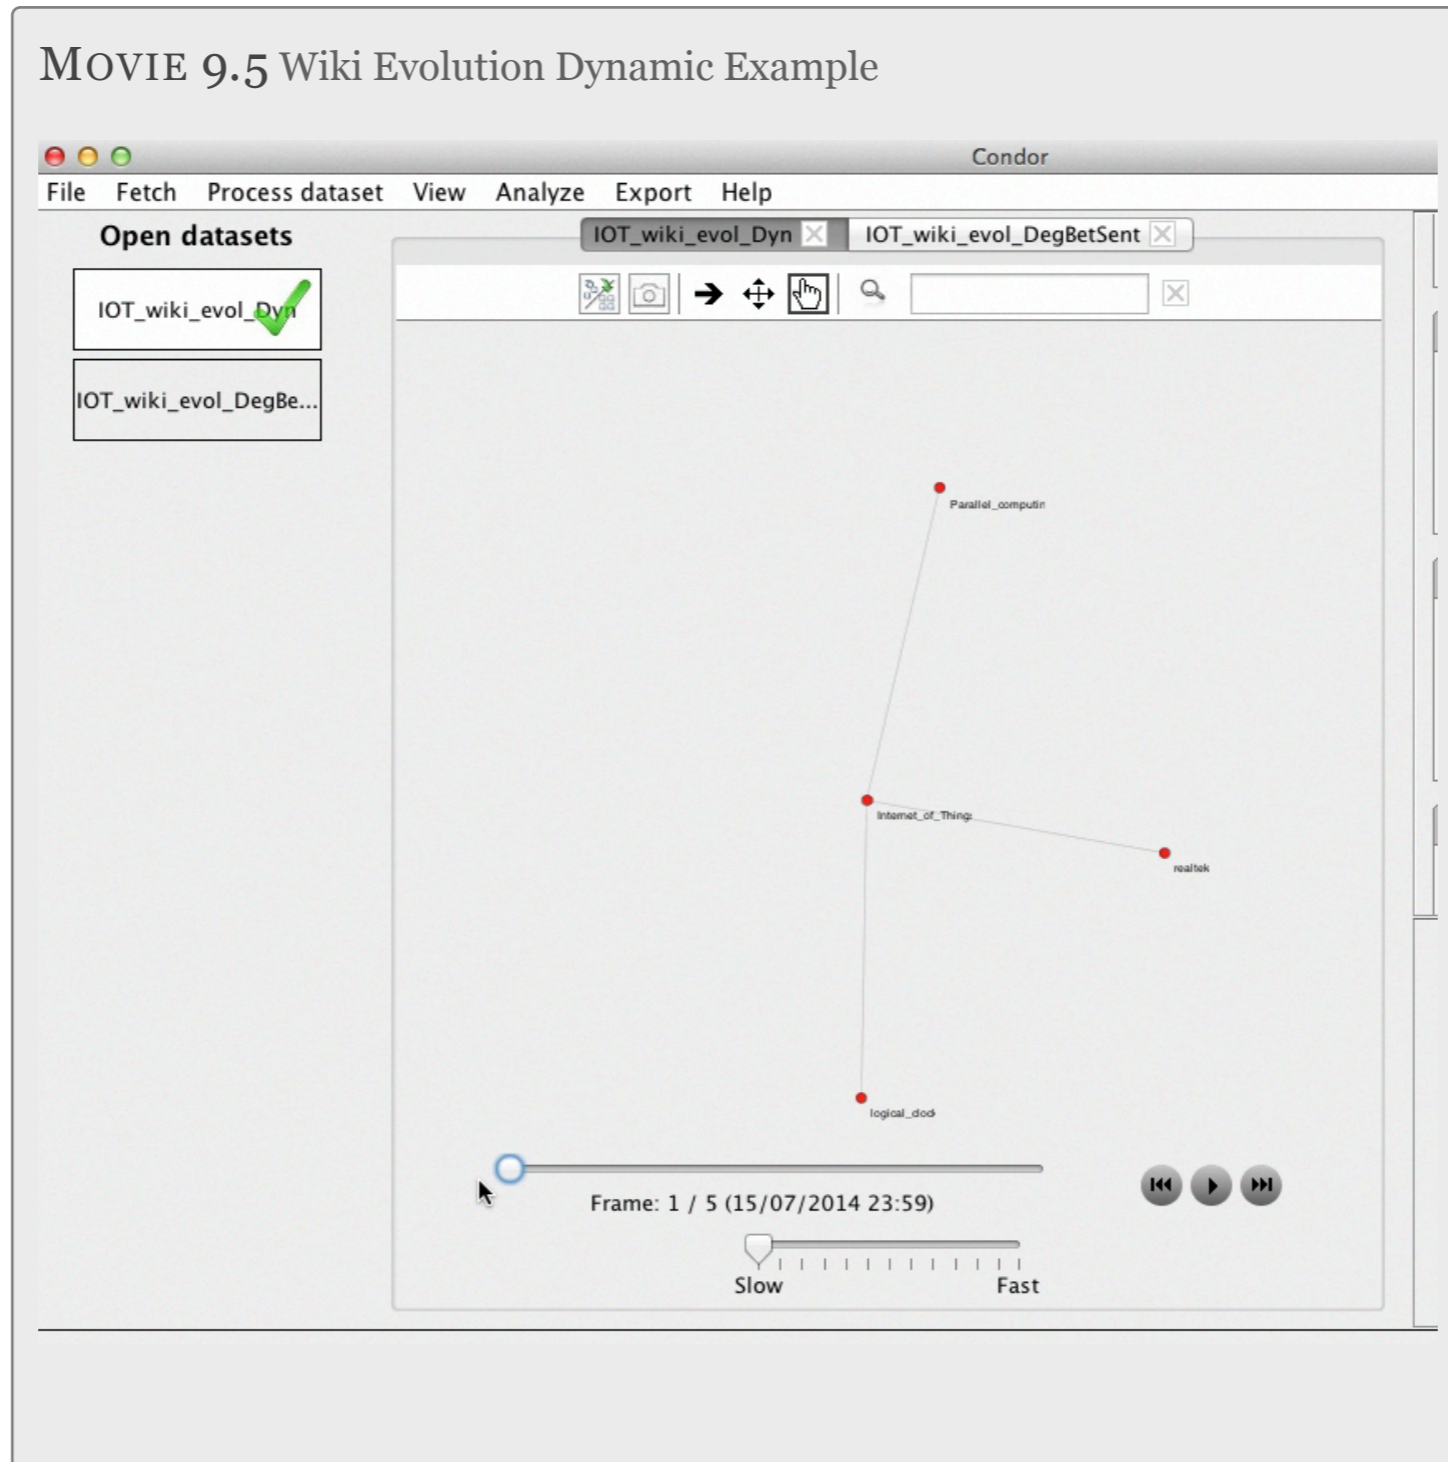 MOVIE 9.5 Wiki Evolution Dynamic Example
Condor
File Fetch Process dataset View Analyze Export Help
Open datasets
IOT_wiki_evol_Dyn
IOT_wiki_evol_DegBe...
IOT_wiki_evol_Dyn
IOT_wiki_evol_DegBetSent
Parallel_computin
Internet_of_Things
realtek
logical_clock
Frame: 1 / 5 (15/07/2014 23:59)
Slow Fast